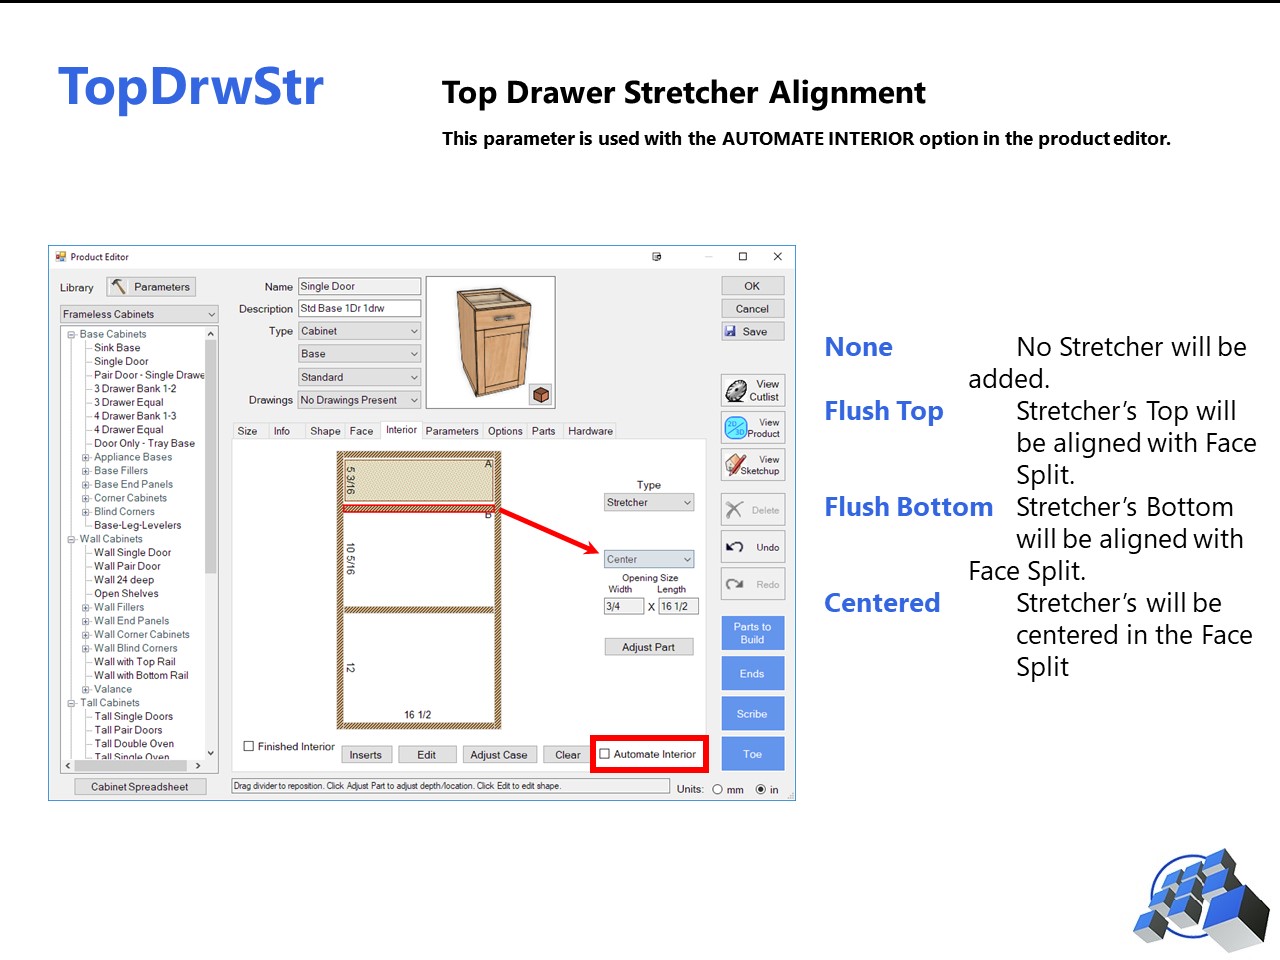 TopDrwStr
Top Drawer Stretcher Alignment
This parameter is used with the AUTOMATE INTERIOR option in the product editor.
Product Editor
Library
Parameters
Frameless Cabinets
Base Cabinets
Sink Base
Single Door
Pair Door - Single Drawe
3 Drawer Bank 1-2
3 Drawer Equal
4 Drawer Bank 1-3
4 Drawer Equal
Door Only - Tray Base
Appliance Bases
Base Fillers
Base End Panels
Corner Cabinets
Blind Corners
Base-Leg-Levelers
Wall Cabinets
Wall Single Door
Wall Pair Door
Wall 24 deep
Open Shelves
Wall Fillers
Wall End Panels
Wall Corner Cabinets
Wall Blind Corners
Wall with Top Rail
Wall with Bottom Rail
Valance
Tall Cabinets
Tall Single Doors
Tall Pair Doors
Tall Double Oven
Tall Single Oven
Cabinet Spreadsheet
Name Single Door
Description Std Base 1Dr 1drw
Type Cabinet
Base
Standard
Drawings No Drawings Present
OK
Cancel
Save
View
Cutlist
2D/
3D
View
Product
View
Sketchup
Delete
Undo
Redo
Parts to
Build
Ends
Scribe
Toe
Size Info Shape Face Interior Parameters Options Parts Hardware
A
5 3/16
B
10 5/16
12
16 1/2
Type
Stretcher
Center
Opening Size
Width Length
3/4 X 16 1/2
Adjust Part
Finished Interior
Inserts
Edit
Adjust Case
Clear
Automate Interior
Drag divider to reposition. Click Adjust Part to adjust depth/location. Click Edit to edit shape.
Units: mm in
None No Stretcher will be
added.
Flush Top Stretcher’s Top will
be aligned with Face
Split.
Flush Bottom Stretcher’s Bottom
will be aligned with
Face Split.
Centered Stretcher’s will be
centered in the Face
Split